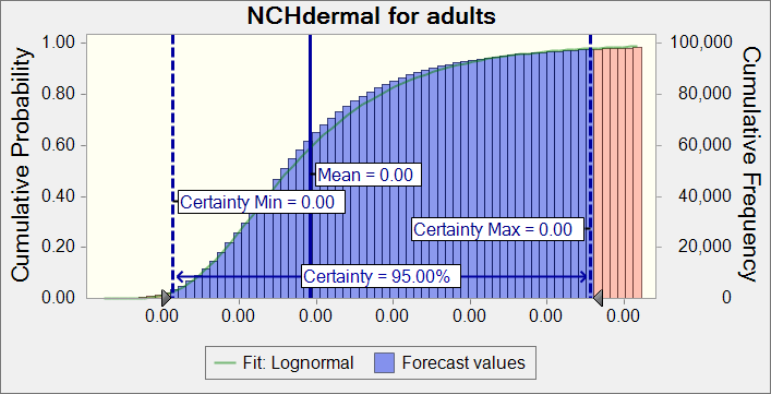 NCHdermal for adults
1.00
0.80
0.60
0.40
0.20
0.00
Cumulative Probability
100,000
80,000
60,000
40,000
20,000
0
Cumulative Frequency
Mean = 0.00
Certainty Min = 0.00
Certainty Max = 0.00
Certainty = 95.00%
0.00 0.00 0.00 0.00 0.00 0.00 0.00
Fit: Lognormal Forecast values